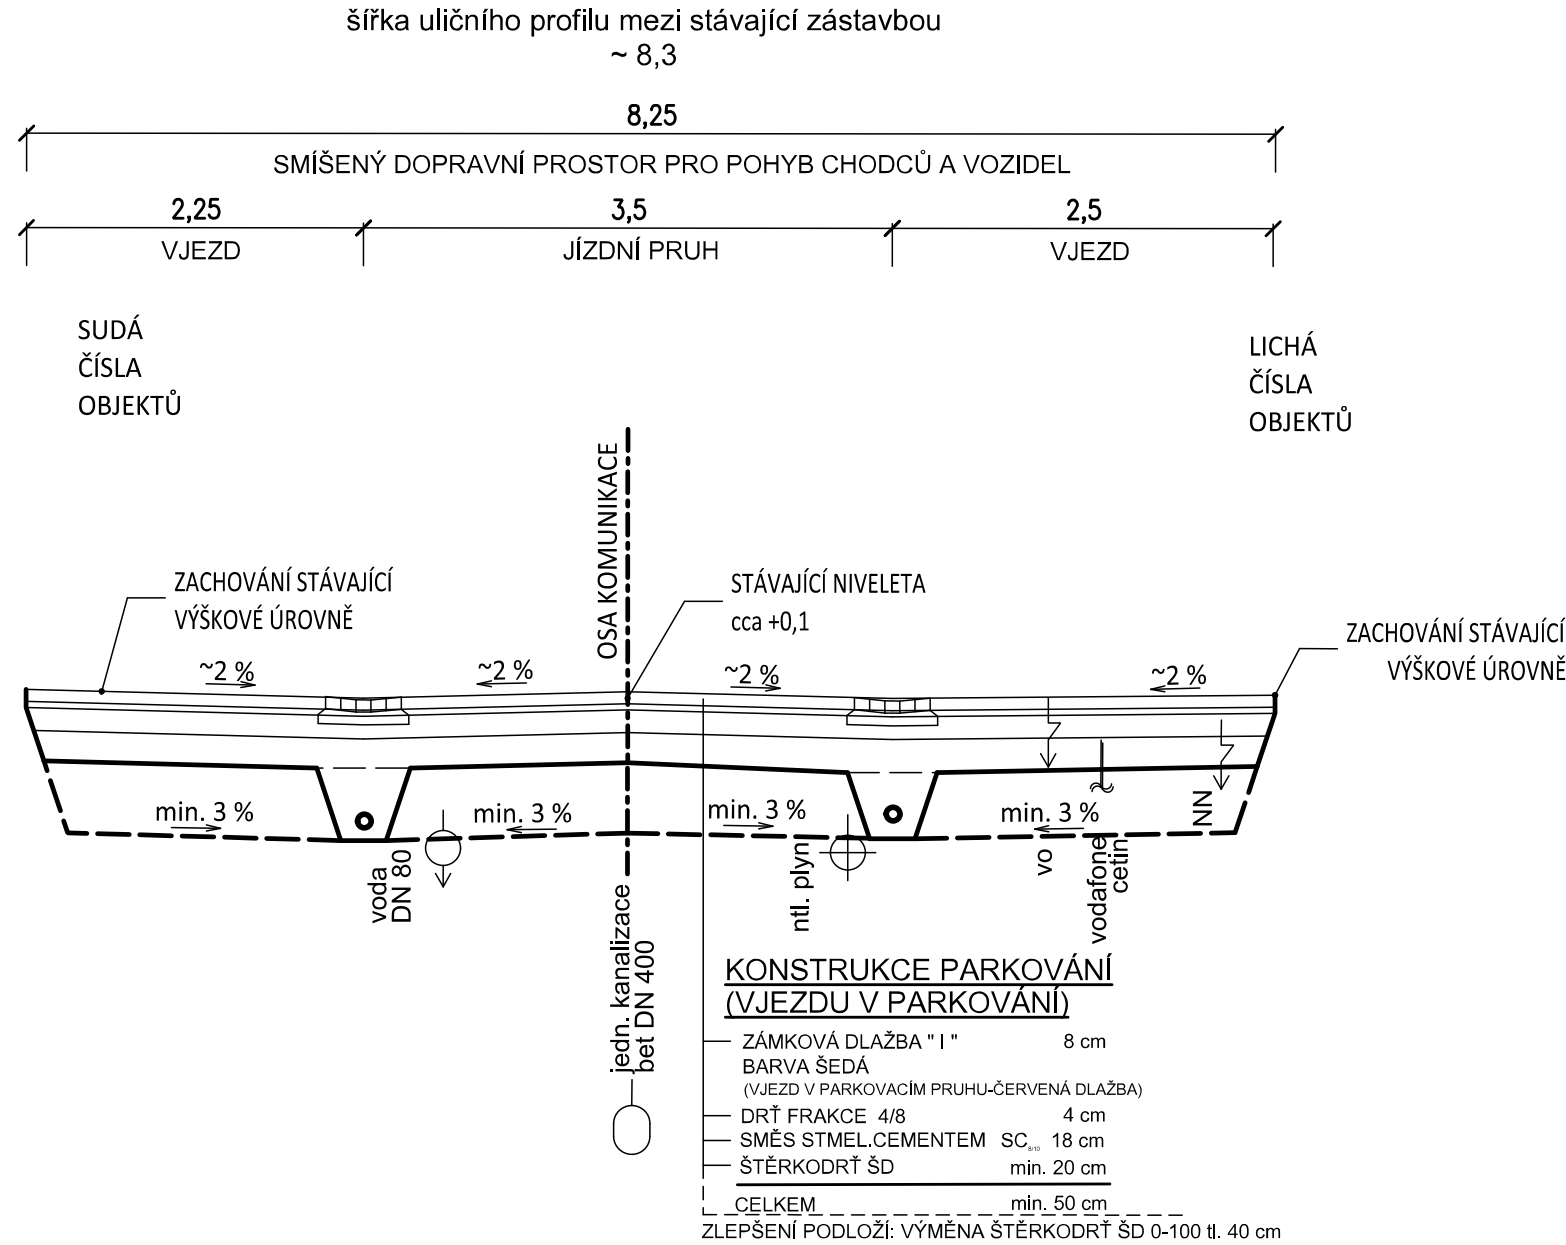 šířka uličního profilu mezi stávající zástavbou
~ 8,3
8,25
SMÍŠENÝ DOPRAVNÍ PROSTOR PRO POHYB CHODCŮ A VOZIDEL
2,25
3,5
2,5
VJEZD
JÍZDNÍ PRUH
VJEZD
SUDÁ
ČÍSLA
OBJEKTŮ
LICHÁ
ČÍSLA
OBJEKTŮ
OSA KOMUNIKACE
ZACHOVÁNÍ STÁVAJÍCÍ
VÝŠKOVÉ ÚROVNĚ
STÁVAJÍCÍ NIVELETA
cca +0,1
ZACHOVÁNÍ STÁVAJÍCÍ
VÝŠKOVÉ ÚROVNĚ
~2 %
~2 %
~2 %
~2 %
min. 3 %
min. 3 %
min. 3 %
min. 3 %
voda
DN 80
jedn. kanalizace
bet DN 400
ntl. plyn
vo
vodafone
cetin
NN
KONSTRUKCE PARKOVÁNÍ
(VJEZDU V PARKOVÁNÍ)
ZÁMKOVÁ DLAŽBA " I " 8 cm
BARVA ŠEDÁ
(VJEZD V PARKOVACÍM PRUHU-ČERVENÁ DLAŽBA)
DRŤ FRAKCE 4/8 4 cm
SMĚS STMEL.CEMENTEM SC 8/10 18 cm
ŠTĚRKODRŤ ŠD min. 20 cm
CELKEM min. 50 cm
ZLEPŠENÍ PODLOŽÍ: VÝMĚNA ŠTĚRKODRŤ ŠD 0-100 tl. 40 cm